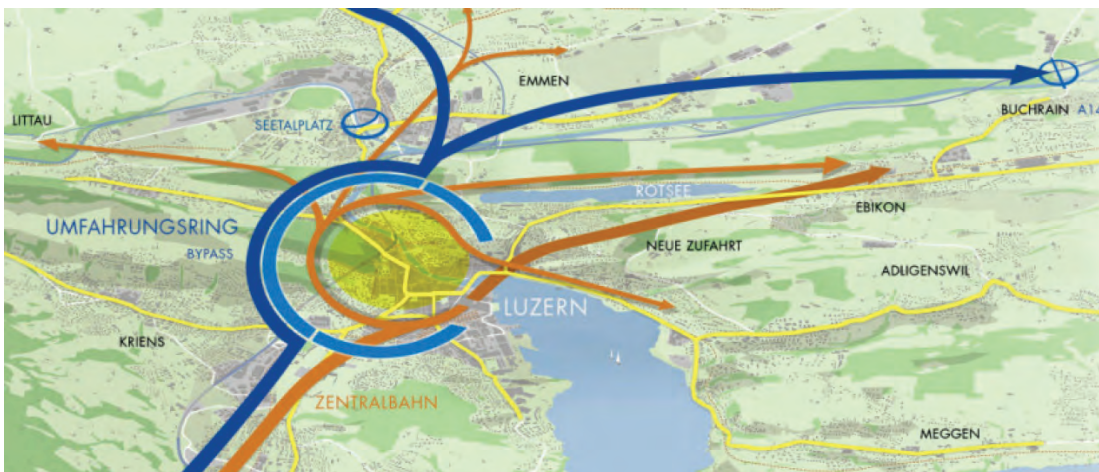 EMMEN
LITTAU
SEETALPLATZ
BUCHRAIN A14
ROTSEE
EBIKON
UMFAHRUNGSRING
BYPASS
NEUE ZUFAHRT
ADLIGENSWIL
LUZERN
KRIENS
ZENTRALBAHN
MEGGEN